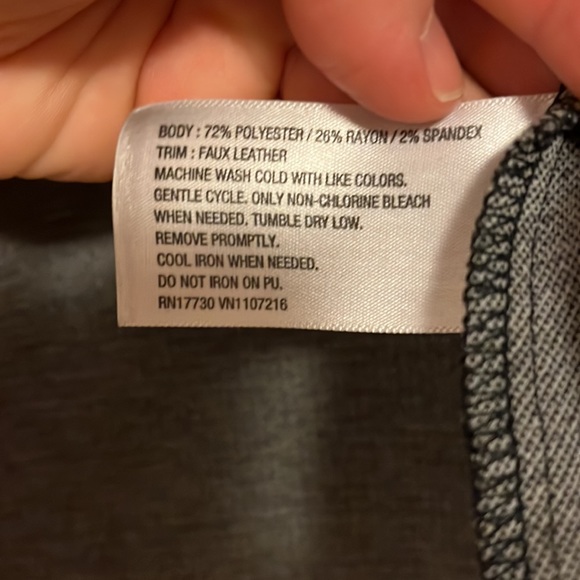 BODY : 72% POLYESTER / 26% RAYON / 2% SPANDEX
TRIM : FAUX LEATHER
MACHINE WASH COLD WITH LIKE COLORS.
GENTLE CYCLE. ONLY NON-CHLORINE BLEACH
WHEN NEEDED. TUMBLE DRY LOW.
REMOVE PROMPTLY.
COOL IRON WHEN NEEDED.
DO NOT IRON ON PU.
RN17730 VN1107216